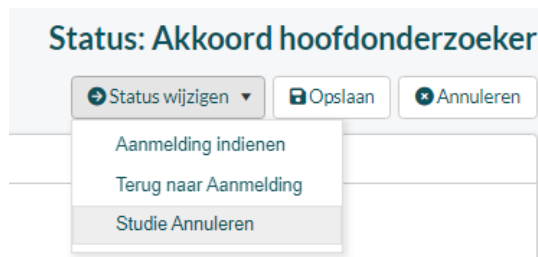 Status: Akkoord hoofdonderzoeker
Status wijzigen Opslaan Annuleren
Aanmelding indienen
Terug naar Aanmelding
Studie Annuleren